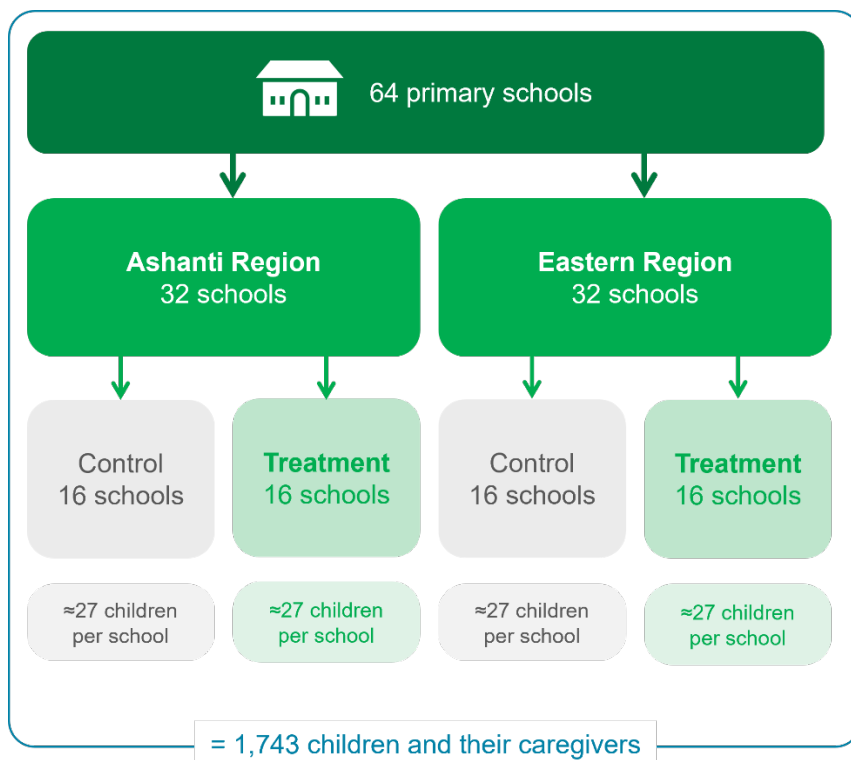 64 primary schools
Ashanti Region
32 schools
Eastern Region
32 schools
Control
16 schools
Treatment
16 schools
Control
16 schools
Treatment
16 schools
≈27 children
per school
≈27 children
per school
≈27 children
per school
≈27 children
per school
= 1,743 children and their caregivers